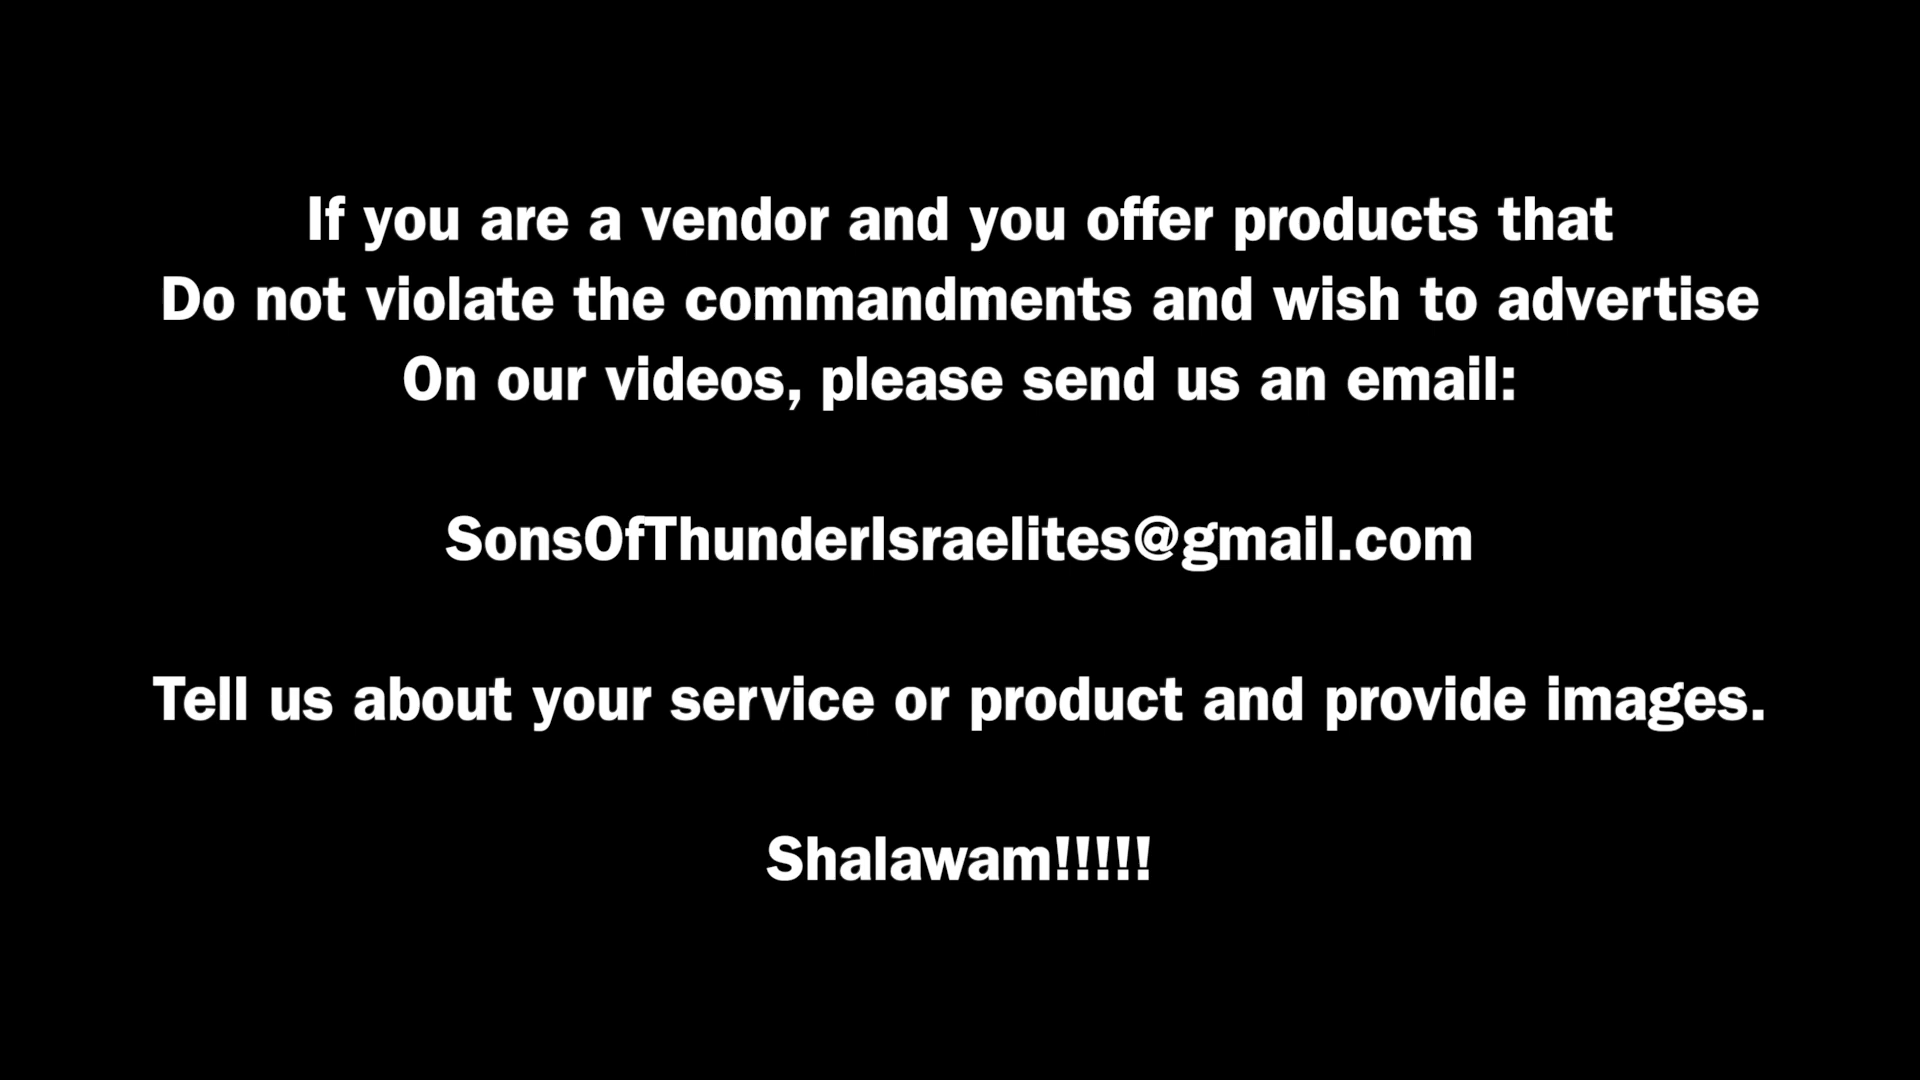 If you are a vendor and you offer products that
Do not violate the commandments and wish to advertise
On our videos, please send us an email:
SonsOfThunderIsraelites@gmail.com
Tell us about your service or product and provide images.
Shalawam!!!!!